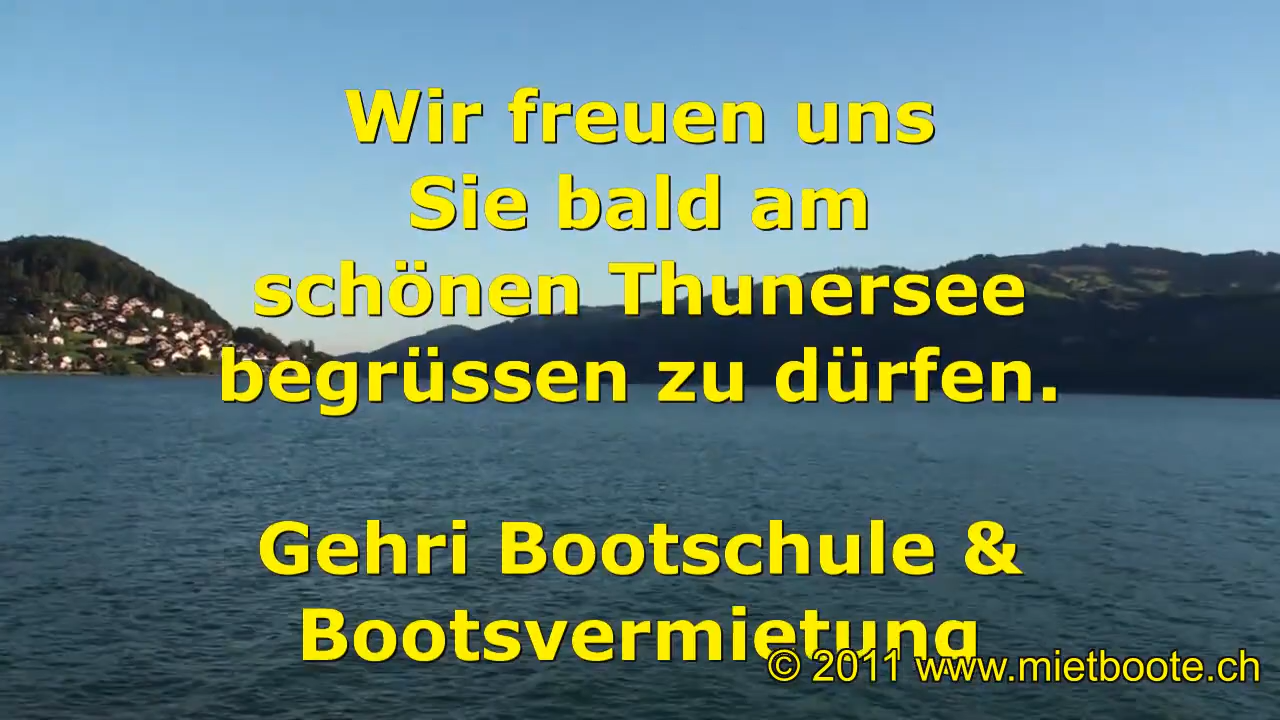 Wir freuen uns
Sie bald am
schönen Thunersee
begrüssen zu dürfen.
Gehri Bootschule &
Bootsvermietung
© 2011 www.mietboote.ch